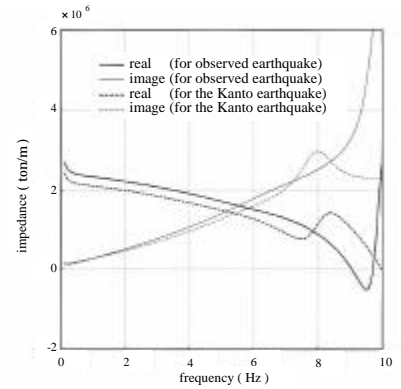 × 10 6
6
real (for observed earthquake)
image (for observed earthquake)
real (for the Kanto earthquake)
image (for the Kanto earthquake)
4
2
0
-2
impedance ( ton/m )
0 2 4 6 8 10
frequency ( Hz )